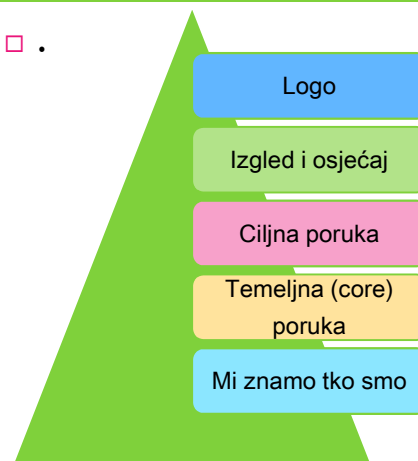 .
Logo
Izgled i osjećaj
Ciljna poruka
Temeljna (core)
poruka
Mi znamo tko smo